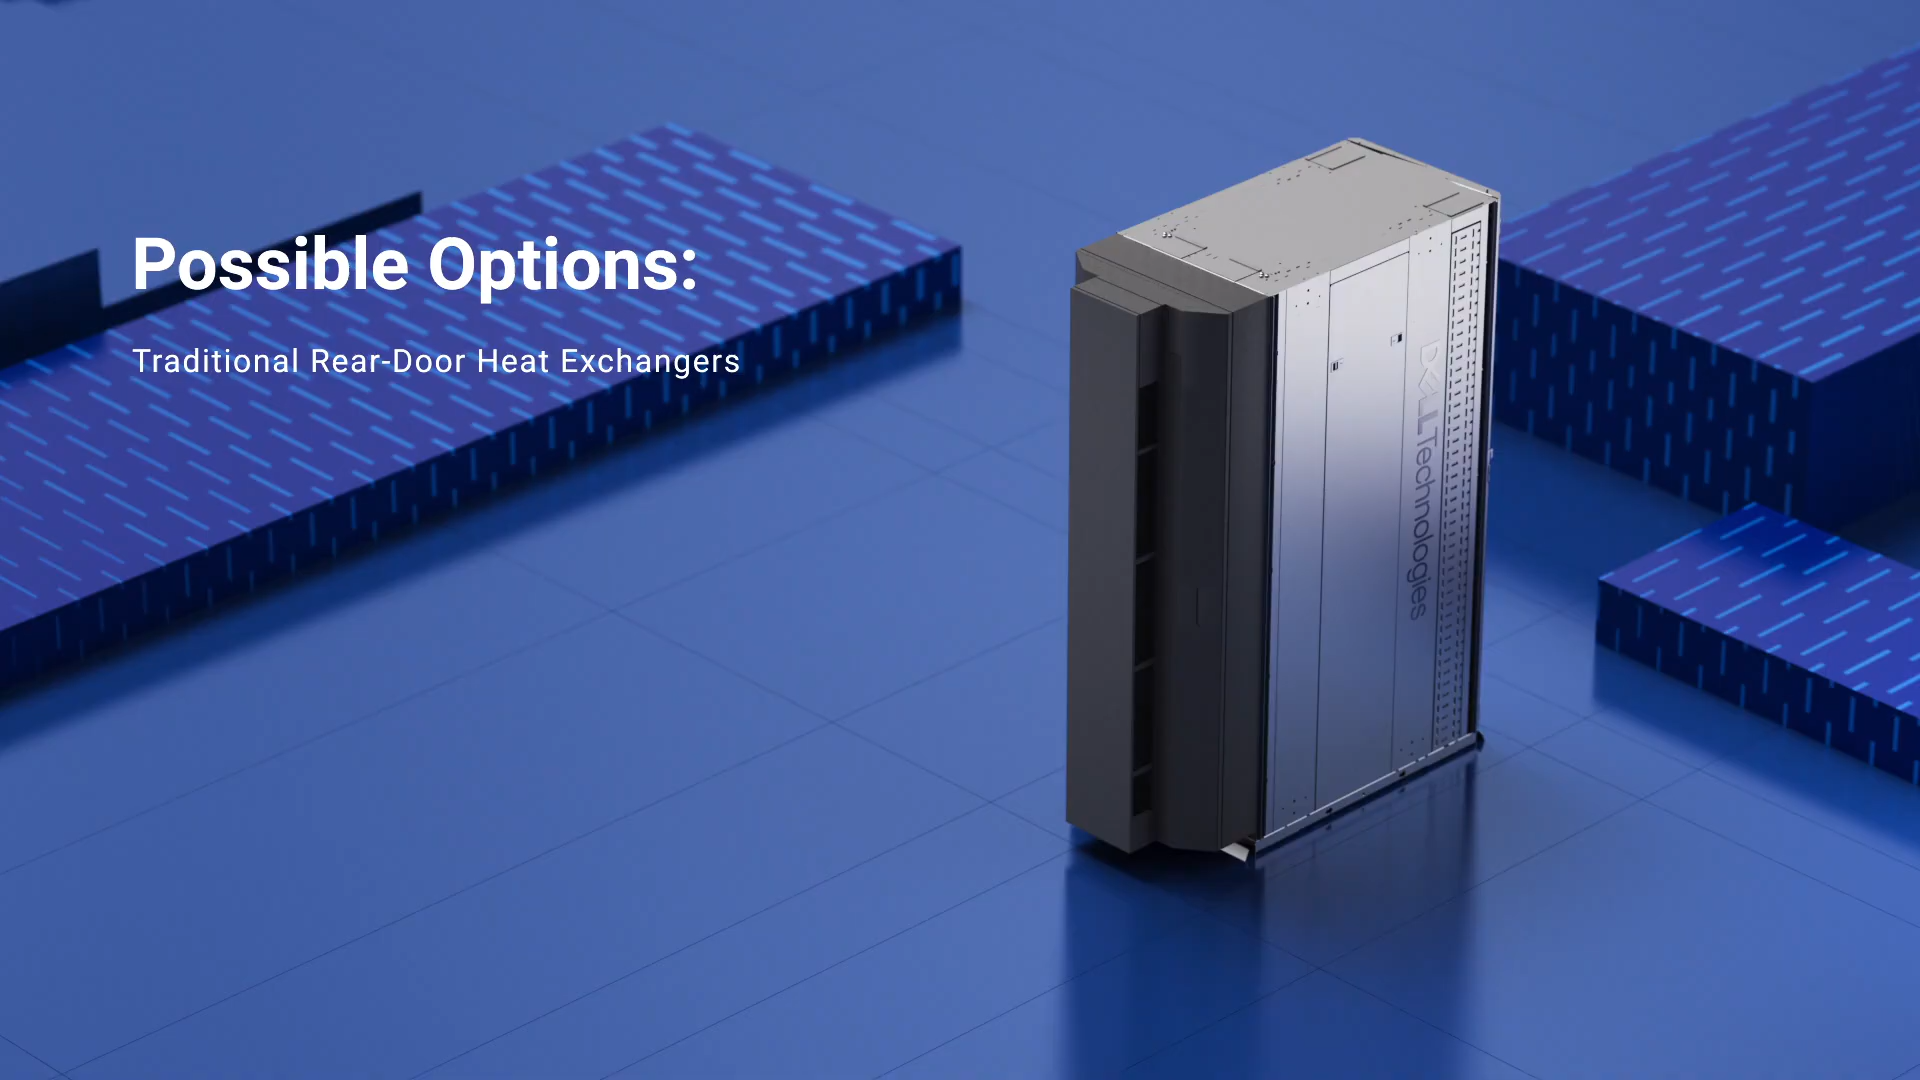 Possible Options:
Traditional Rear-Door Heat Exchangers
DELLTechnologies